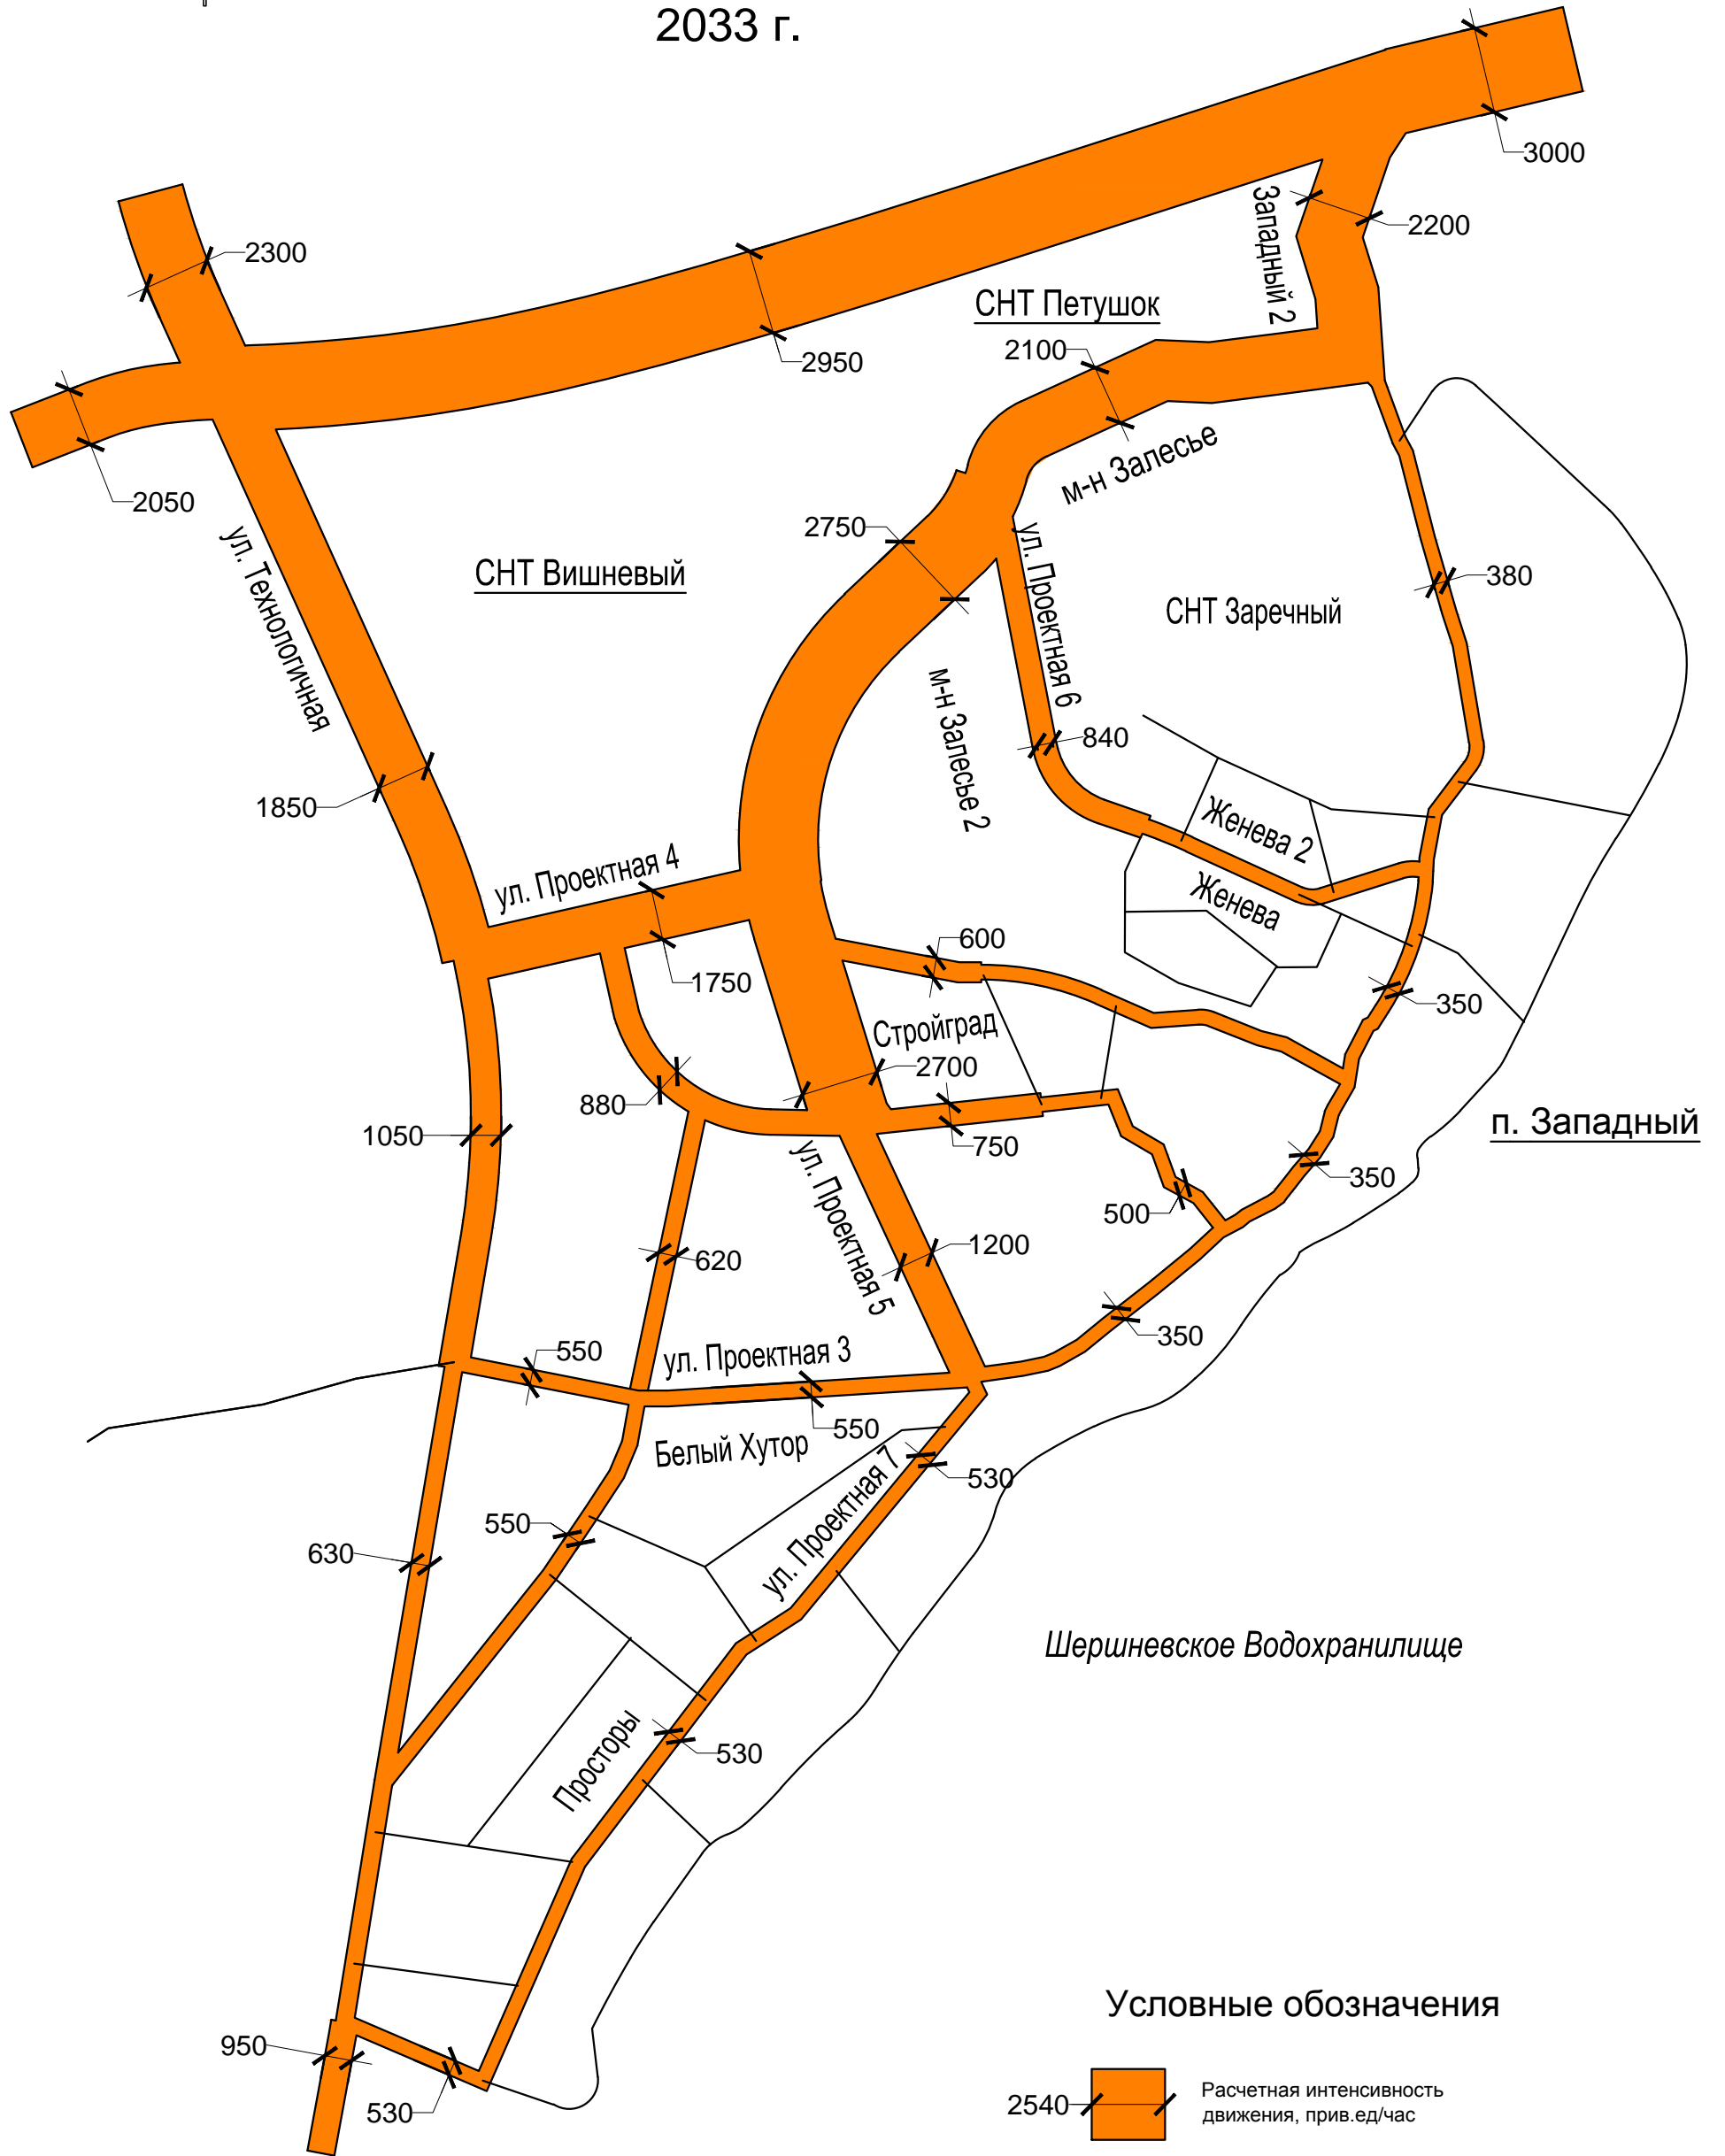 2033 г.
3000
2300
Западный 2
2200
СНТ Петушок
2100
2950
2050
м-н Залесье
2750
ул. Технологичная
СНТ Вишневый
ул. Проектная 6
380
СНТ Заречный
м-н Залесье 2
840
1850
Женева 2
ул. Проектная 4
Женева
600
1750
350
Стройград
2700
880
1050
750
п. Западный
ул. Проектная 5
350
500
1200
620
350
550
ул. Проектная 3
550
Белый Хутор
530
ул. Проектная 7
550
630
Шершневское Водохранилище
Просторы
530
Условные обозначения
950
530
2540
Расчетная интенсивность
движения, прив.ед/час